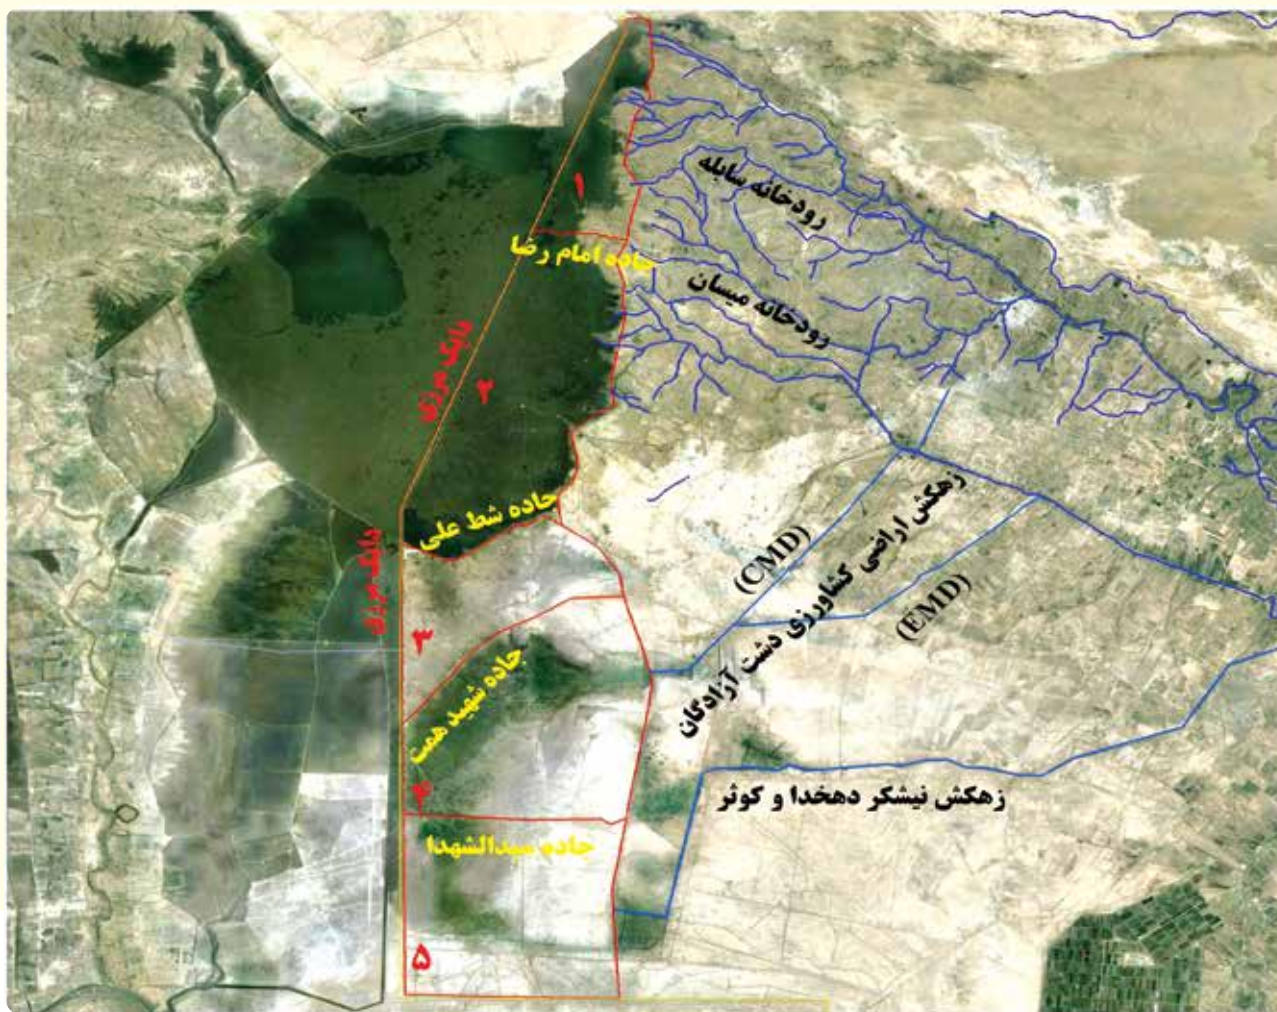 ۱
رودخانه سابله
جاده امام رضا
رودخانه میسان
دایک مرزی
۲
جاده شط علی
زهکش اراضی کشاورزی دشت آزادگان
(CMD)
(EMD)
دایک مرزی
۳
جاده شهید همت
۴
زهکش نیشکر دهخدا و کوثر
جاده سیدالشهدا
۵